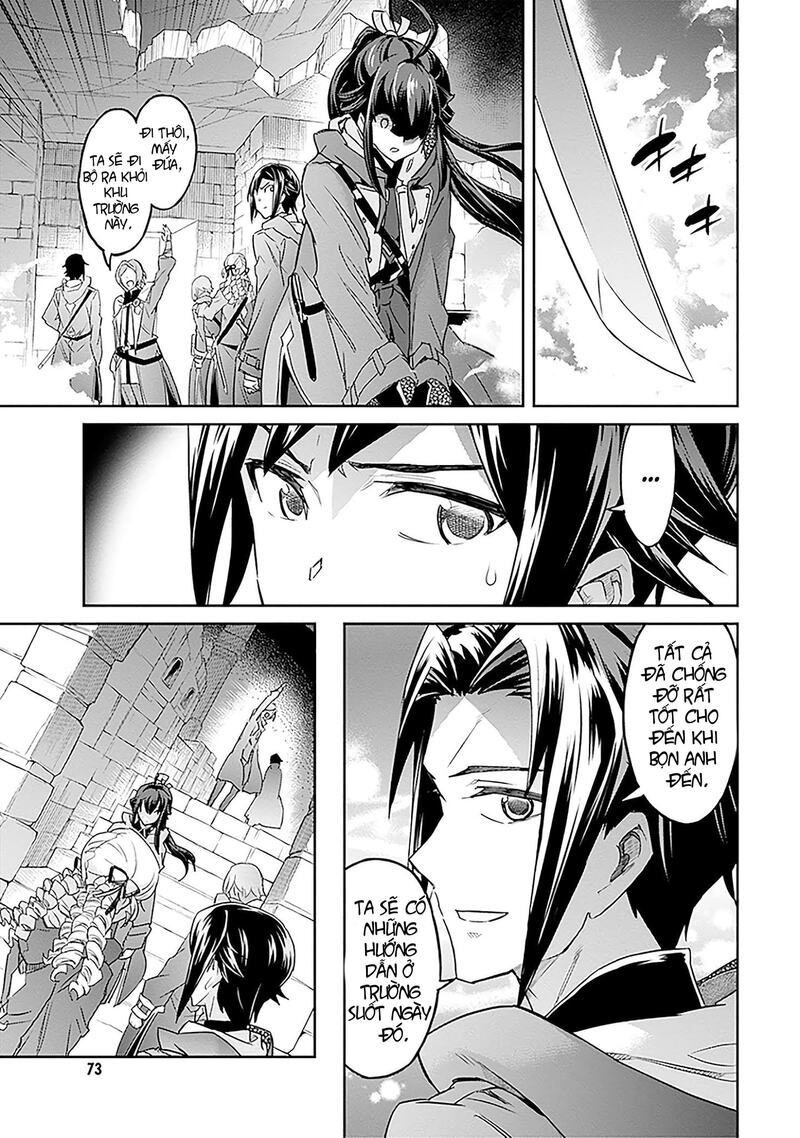 ĐI THÔI,
MẤY
ĐỨA,
TA SẼ ĐI
BỘ RA KHỎI
KHU
TRƯỜNG
NÀY.
...
TẤT CẢ
ĐÃ CHỐNG
ĐỠ RẤT
TỐT CHO
ĐẾN KHI
BỌN ANH
ĐẾN.
TA SẼ CÓ
NHỮNG
HƯỚNG
DẪN Ở
TRƯỜNG
SUỐT NGÀY
ĐÓ.
73